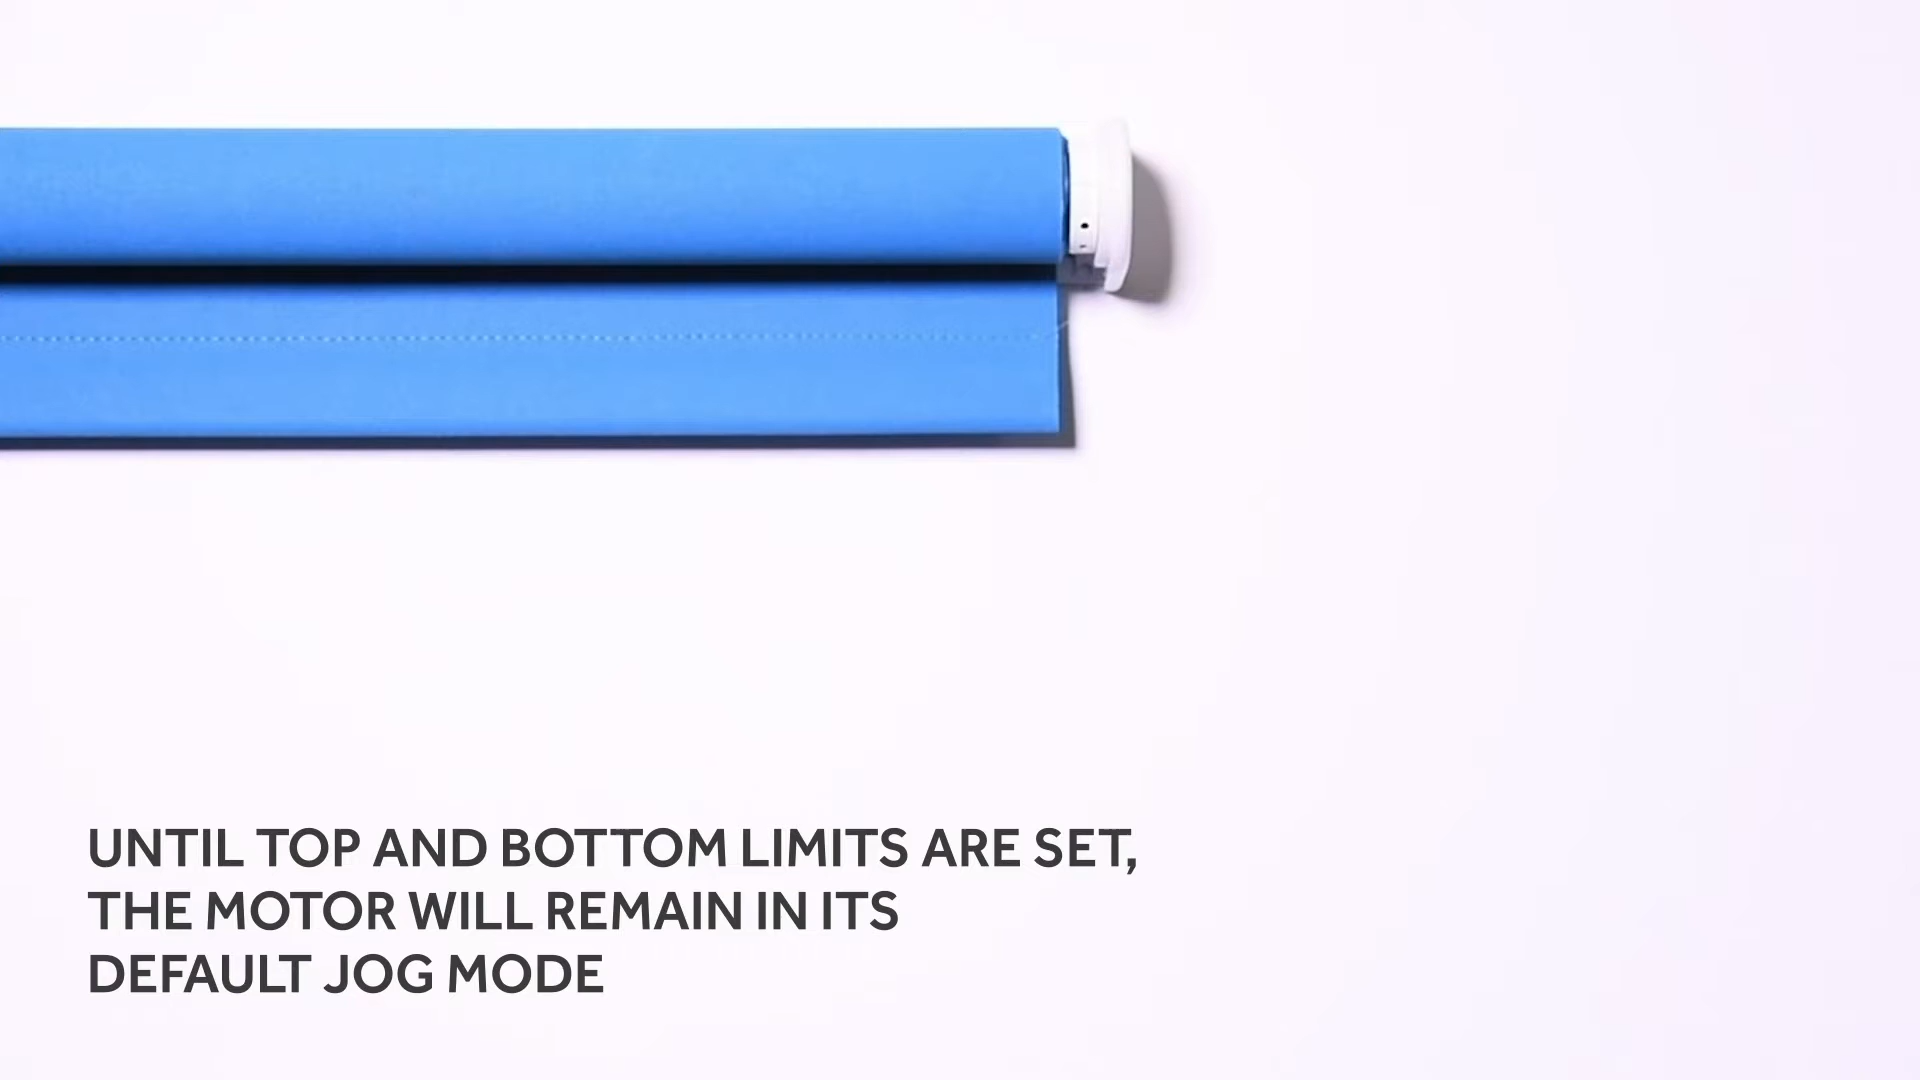 UNTIL TOP AND BOTTOM LIMITS ARE SET,
THE MOTOR WILL REMAIN IN ITS
DEFAULT JOG MODE